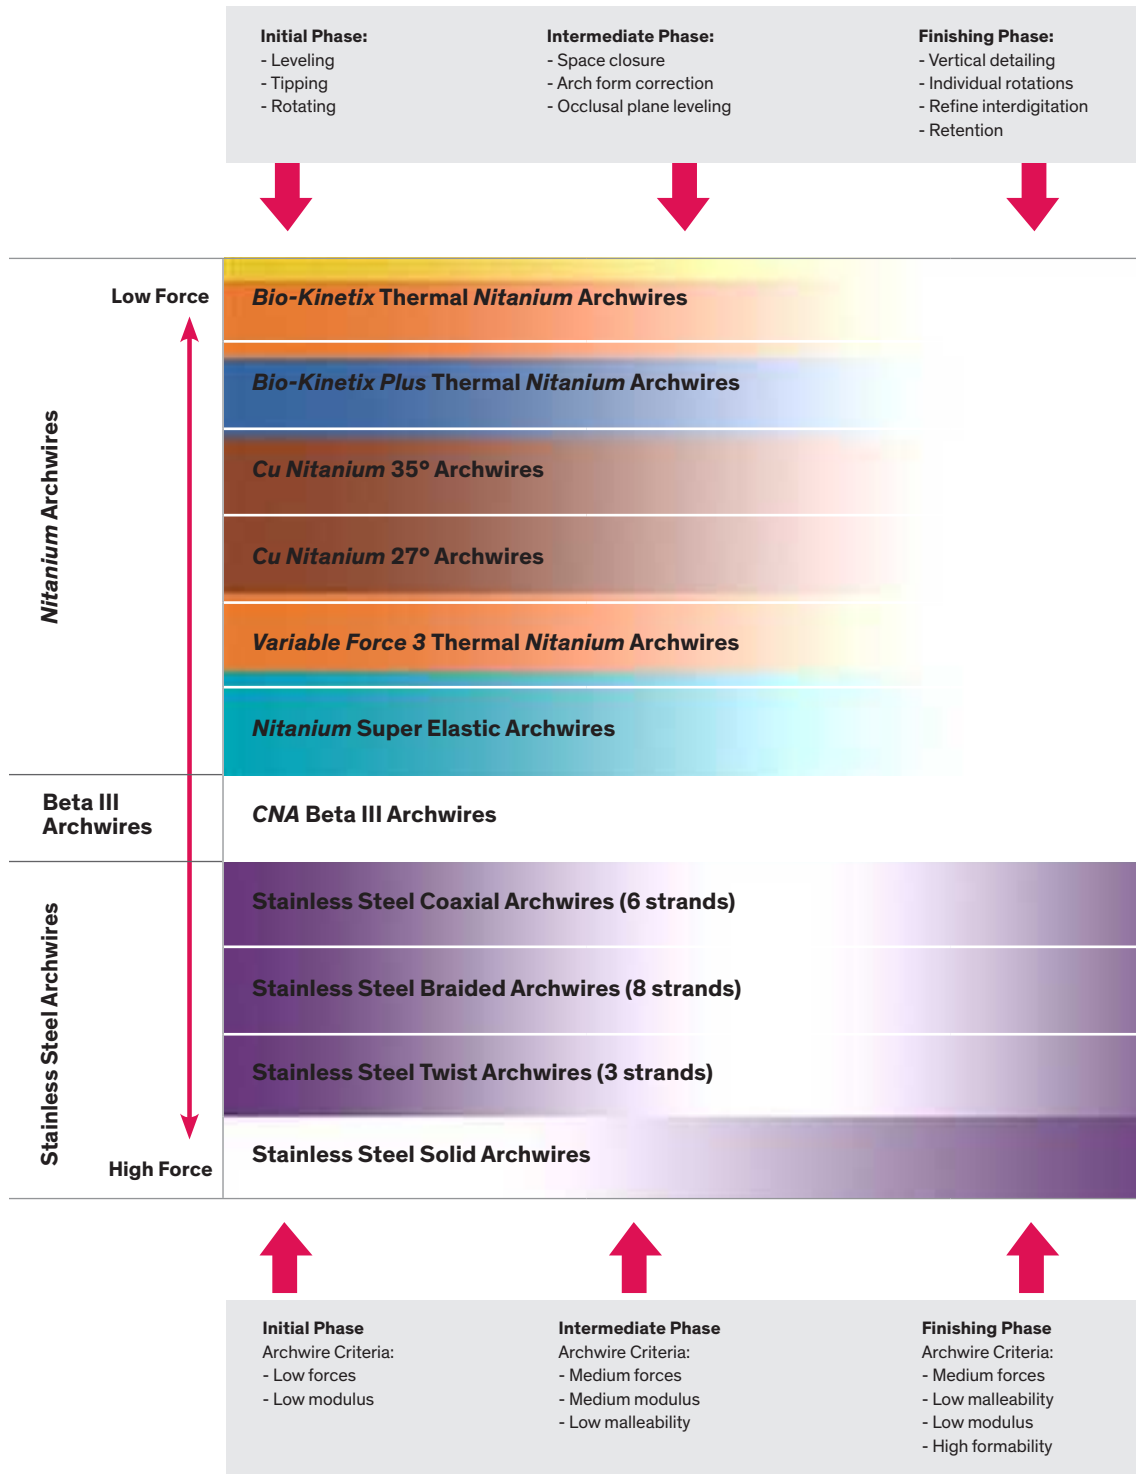 Initial Phase:
- Leveling
- Tipping
- Rotating
Intermediate Phase:
- Space closure
- Arch form correction
- Occlusal plane leveling
Finishing Phase:
- Vertical detailing
- Individual rotations
- Refine interdigitation
- Retention
Low Force
Nitanium Archwires
Bio-Kinetix Thermal Nitanium Archwires
Bio-Kinetix Plus Thermal Nitanium Archwires
Cu Nitanium 35° Archwires
Cu Nitanium 27° Archwires
Variable Force 3 Thermal Nitanium Archwires
Nitanium Super Elastic Archwires
Beta III
Archwires
CNA Beta III Archwires
Stainless Steel Archwires
Stainless Steel Coaxial Archwires (6 strands)
Stainless Steel Braided Archwires (8 strands)
Stainless Steel Twist Archwires (3 strands)
Stainless Steel Solid Archwires
High Force
Initial Phase
Archwire Criteria:
- Low forces
- Low modulus
Intermediate Phase
Archwire Criteria:
- Medium forces
- Medium modulus
- Low malleability
Finishing Phase
Archwire Criteria:
- Medium forces
- Low malleability
- Low modulus
- High formability